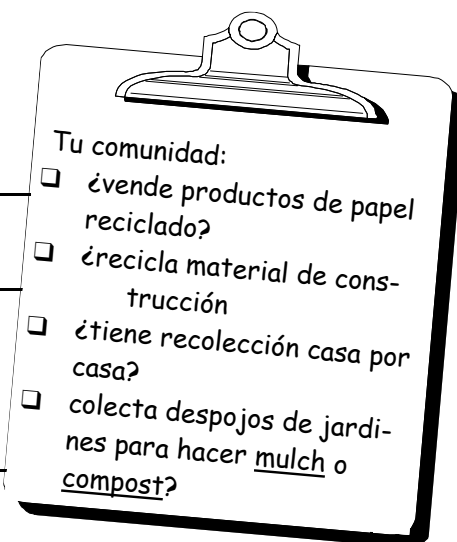 Tu comunidad:
¿vende productos de papel
reciclado?
¿recicla material de cons-
trucción
¿tiene recolección casa por
casa?
colecta despojos de jardi-
nes para hacer mulch o
compost?